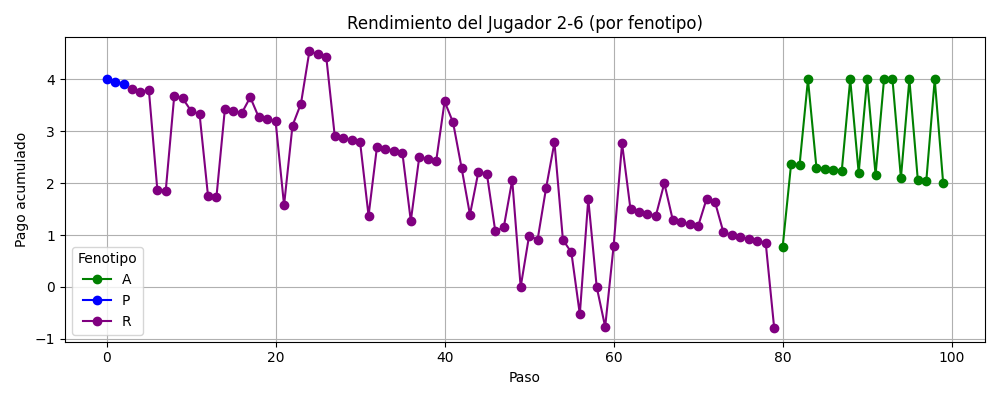 Rendimiento del Jugador 2-6 (por fenotipo)
Pago acumulado
4
3
2
1
0
−1
Fenotipo
A
P
R
0 20 40 60 80 100
Paso